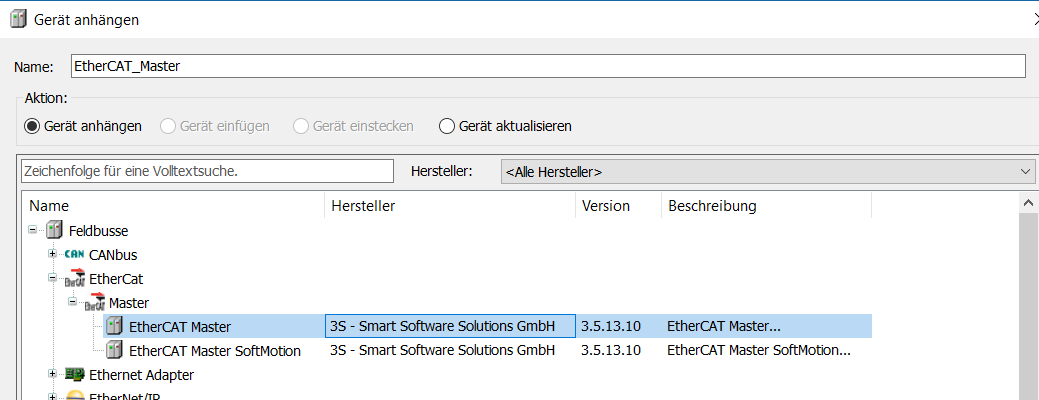 Gerät anhängen
Name: EtherCAT_Master
Aktion:
Gerät anhängen Gerät einfügen Gerät einstecken Gerät aktualisieren
Zeichenfolge für eine Volltextsuche. Hersteller: <Alle Hersteller>
Name Hersteller Version Beschreibung
Feldbusse
CAN CANbus
EtherCAT EtherCat
EtherCAT Master
EtherCAT Master 3S - Smart Software Solutions GmbH 3.5.13.10 EtherCAT Master...
EtherCAT Master SoftMotion 3S - Smart Software Solutions GmbH 3.5.13.10 EtherCAT Master SoftMotion...
Ethernet Adapter
EtherNet/IP